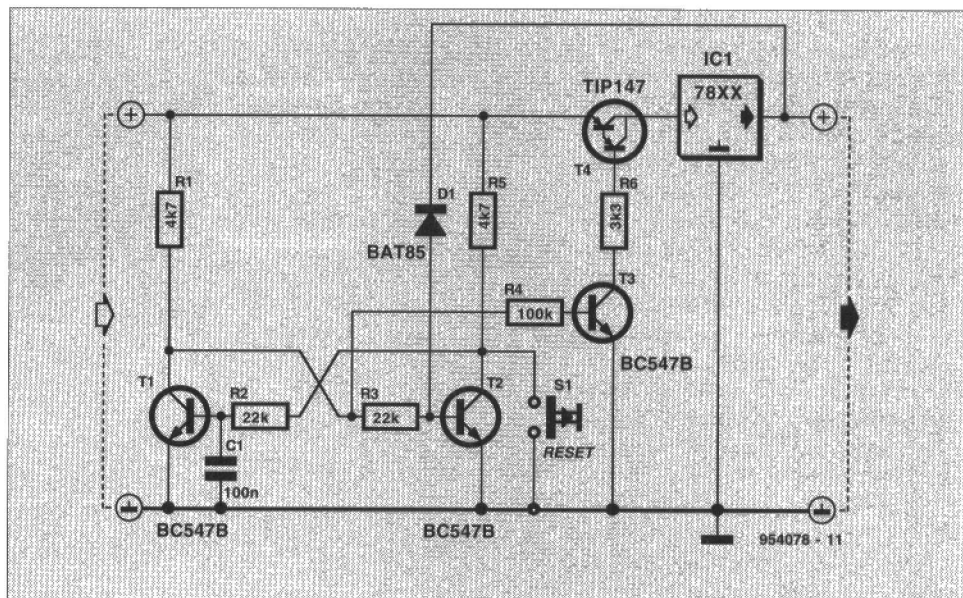 IC1
TIP147
78XX
+
+
T4
R1
4k7
D1
R5
4k7
R6
3k3
BAT85
T3
R4
100k
BC547B
T1
R2
22k
R3
22k
T2
S1
C1
100n
RESET
BC547B
BC547B
954078 - 11